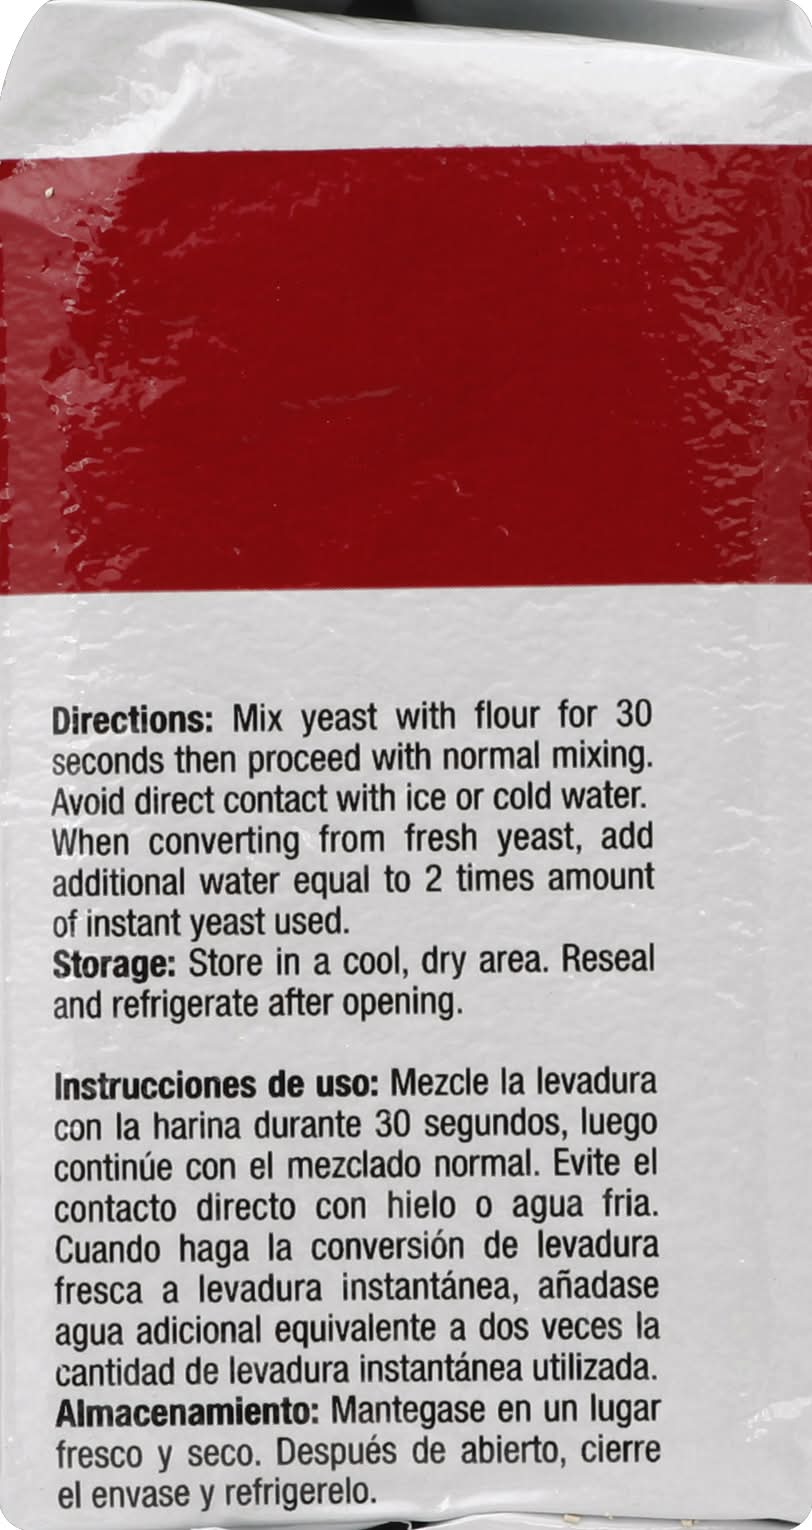 Directions: Mix yeast with flour for 30
seconds then proceed with normal mixing.
Avoid direct contact with ice or cold water.
When converting from fresh yeast, add
additional water equal to 2 times amount
of instant yeast used.
Storage: Store in a cool, dry area. Reseal
and refrigerate after opening.
Instrucciones de uso: Mezcle la levadura
con la harina durante 30 segundos, luego
continúe con el mezclado normal. Evite el
contacto directo con hielo o agua fria.
Cuando haga la conversión de levadura
fresca a levadura instantánea, añadase
agua adicional equivalente a dos veces la
cantidad de levadura instantánea utilizada.
Almacenamiento: Mantegase en un lugar
fresco y seco. Después de abierto, cierre
el envase y refrigerelo.